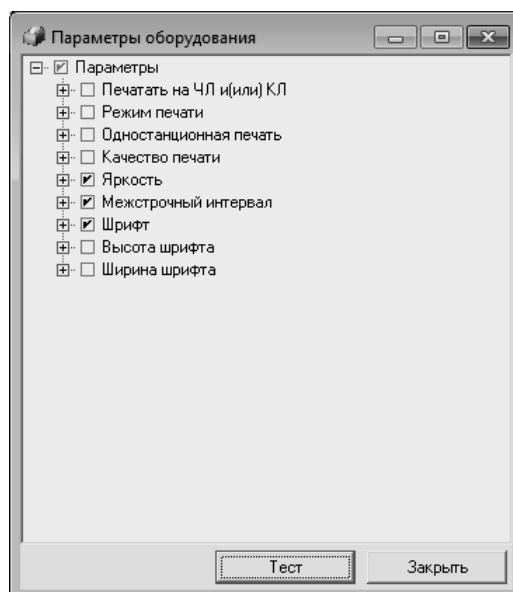 Параметры оборудования
Параметры
Печатать на ЧЛ и(или) КЛ
Режим печати
Одностанционная печать
Качество печати
Яркость
Межстрочный интервал
Шрифт
Высота шрифта
Ширина шрифта
Тест
Закрыть